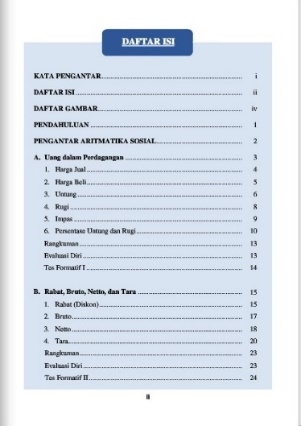 DAFTAR ISI
KATA PENGANTAR.......... i
DAFTAR ISI .......... ii
DAFTAR GAMBAR.......... iv
PENDAHULUAN .......... 1
PENGANTAR ARITMATIKA SOSIAL.......... 2
A. Uang dalam Perdagangan .......... 3
1. Harga Jual .......... 4
2. Harga Beli .......... 5
3. Untung .......... 6
4. Rugi .......... 8
5. Impas .......... 9
6. Persentase Untung dan Rugi .......... 10
Rangkuman .......... 13
Evaluasi Diri .......... 13
Tes Formatif I .......... 14
B. Rabat, Bruto, Netto, dan Tara .......... 15
1. Rabat (Diskon) .......... 15
2. Bruto .......... 17
3. Netto .......... 18
4. Tara .......... 20
Rangkuman .......... 23
Evaluasi Diri .......... 23
Tes Formatif II .......... 24
ii